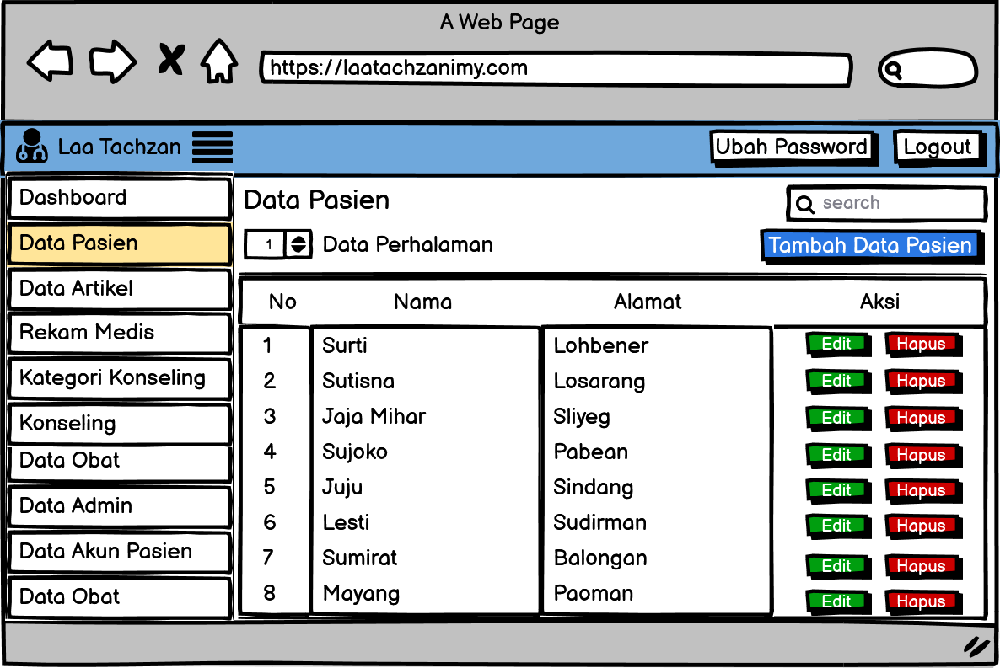 A Web Page
https://laatachzanimy.com
Laa Tachzan
Ubah Password
Logout
Dashboard
Data Pasien
Data Artikel
Rekam Medis
Kategori Konseling
Konseling
Data Obat
Data Admin
Data Akun Pasien
Data Obat
Data Pasien
search
1 Data Perhalaman
Tambah Data Pasien
No Nama Alamat Aksi
1 Surti Lohbener Edit Hapus
2 Sutisna Losarang Edit Hapus
3 Jaja Mihar Sliyeg Edit Hapus
4 Sujoko Pabean Edit Hapus
5 Juju Sindang Edit Hapus
6 Lesti Sudirman Edit Hapus
7 Sumirat Balongan Edit Hapus
8 Mayang Paoman Edit Hapus